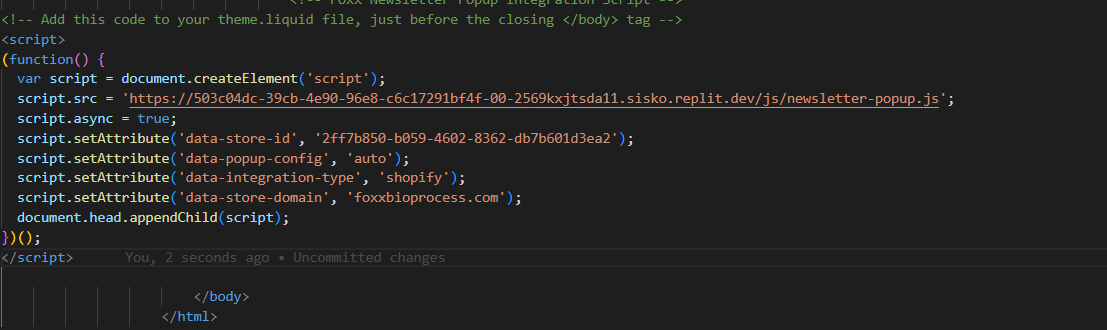 <!-- Foxx Newsletter Popup Integration Script -->
<!-- Add this code to your theme.liquid file, just before the closing </body> tag -->
<script>
(function() {
  var script = document.createElement('script');
  script.src = 'https://503c04dc-39cb-4e90-96e8-c6c17291bf4f-00-2569kxjtsda11.sisko.replit.dev/js/newsletter-popup.js';
  script.async = true;
  script.setAttribute('data-store-id', '2ff7b850-b059-4602-8362-db7b601d3ea2');
  script.setAttribute('data-popup-config', 'auto');
  script.setAttribute('data-integration-type', 'shopify');
  script.setAttribute('data-store-domain', 'foxxbioprocess.com');
  document.head.appendChild(script);
})();
</script> You, 2 seconds ago • Uncommitted changes
</body>
</html>